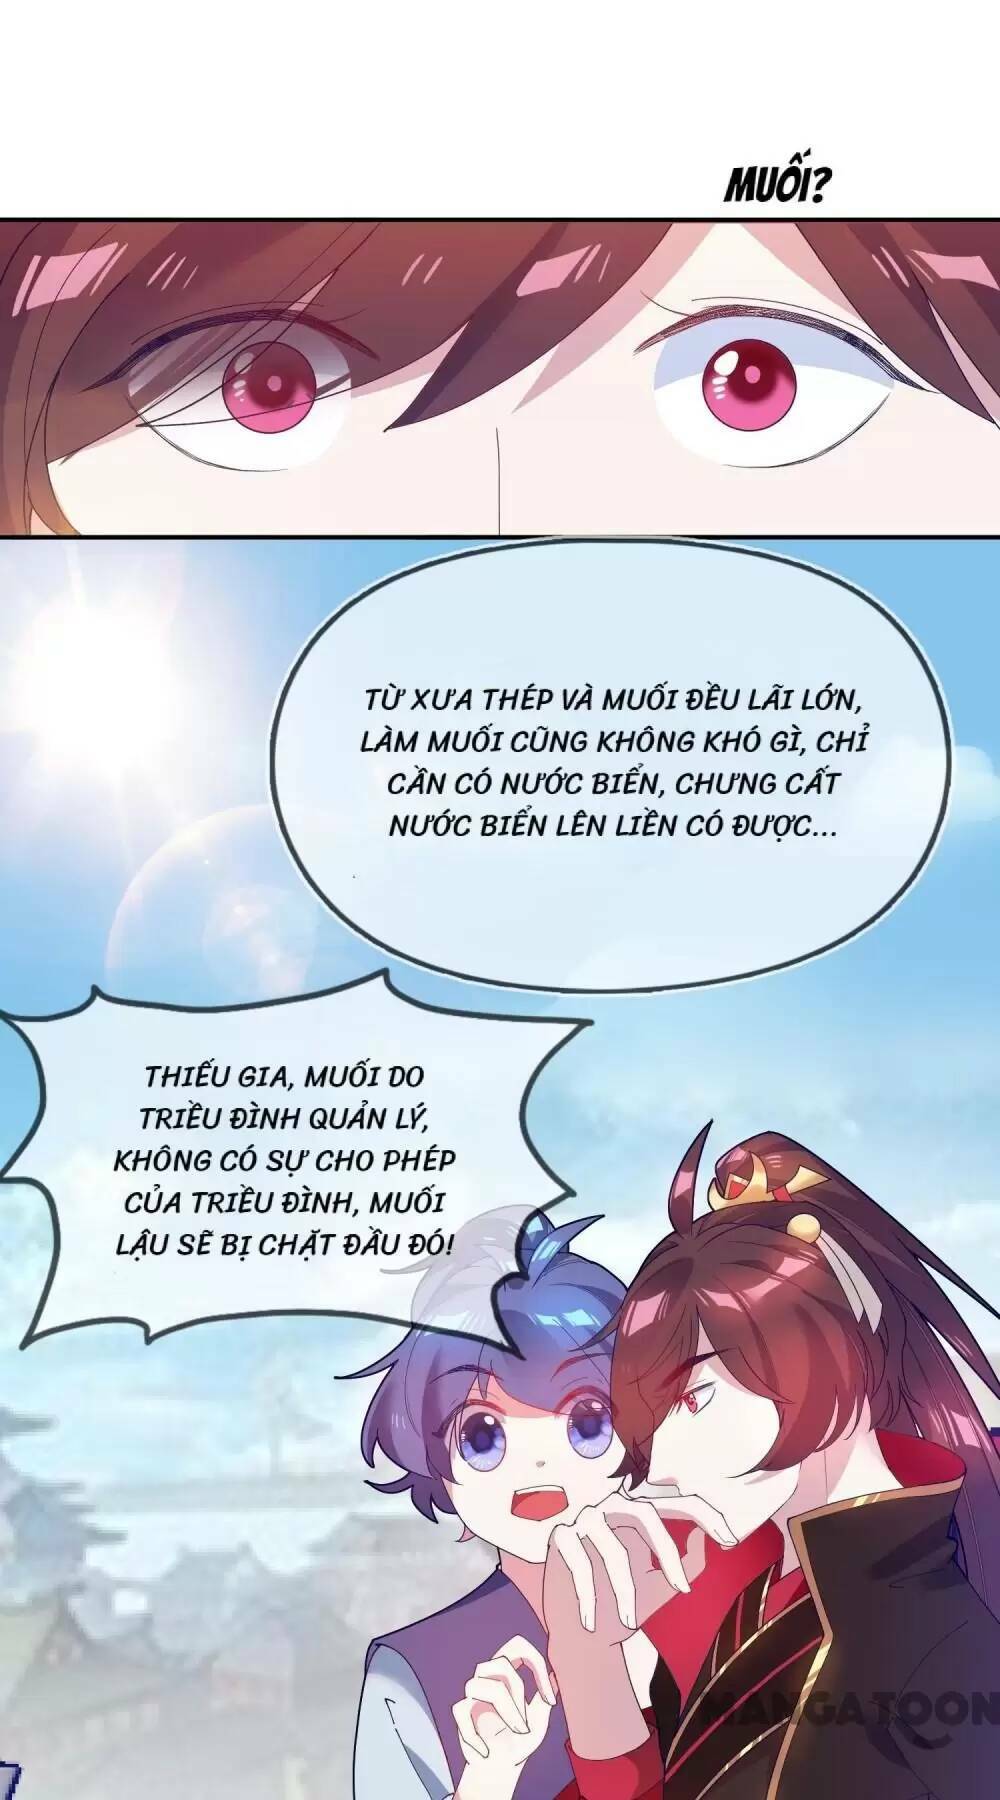 MUỐI?
TỪ XƯA THÉP VÀ MUỐI ĐỀU LÃI LỚN,
LÀM MUỐI CŨNG KHÔNG KHÓ GÌ, CHỈ
CẦN CÓ NƯỚC BIỂN, CHƯNG CẤT
NƯỚC BIỂN LÊN LIỀN CÓ ĐƯỢC...
THIẾU GIA, MUỐI DO
TRIỀU ĐÌNH QUẢN LÝ,
KHÔNG CÓ SỰ CHO PHÉP
CỦA TRIỀU ĐÌNH, MUỐI
LẬU SẼ BỊ CHẶT ĐẦU ĐÓ!
MANGATOON